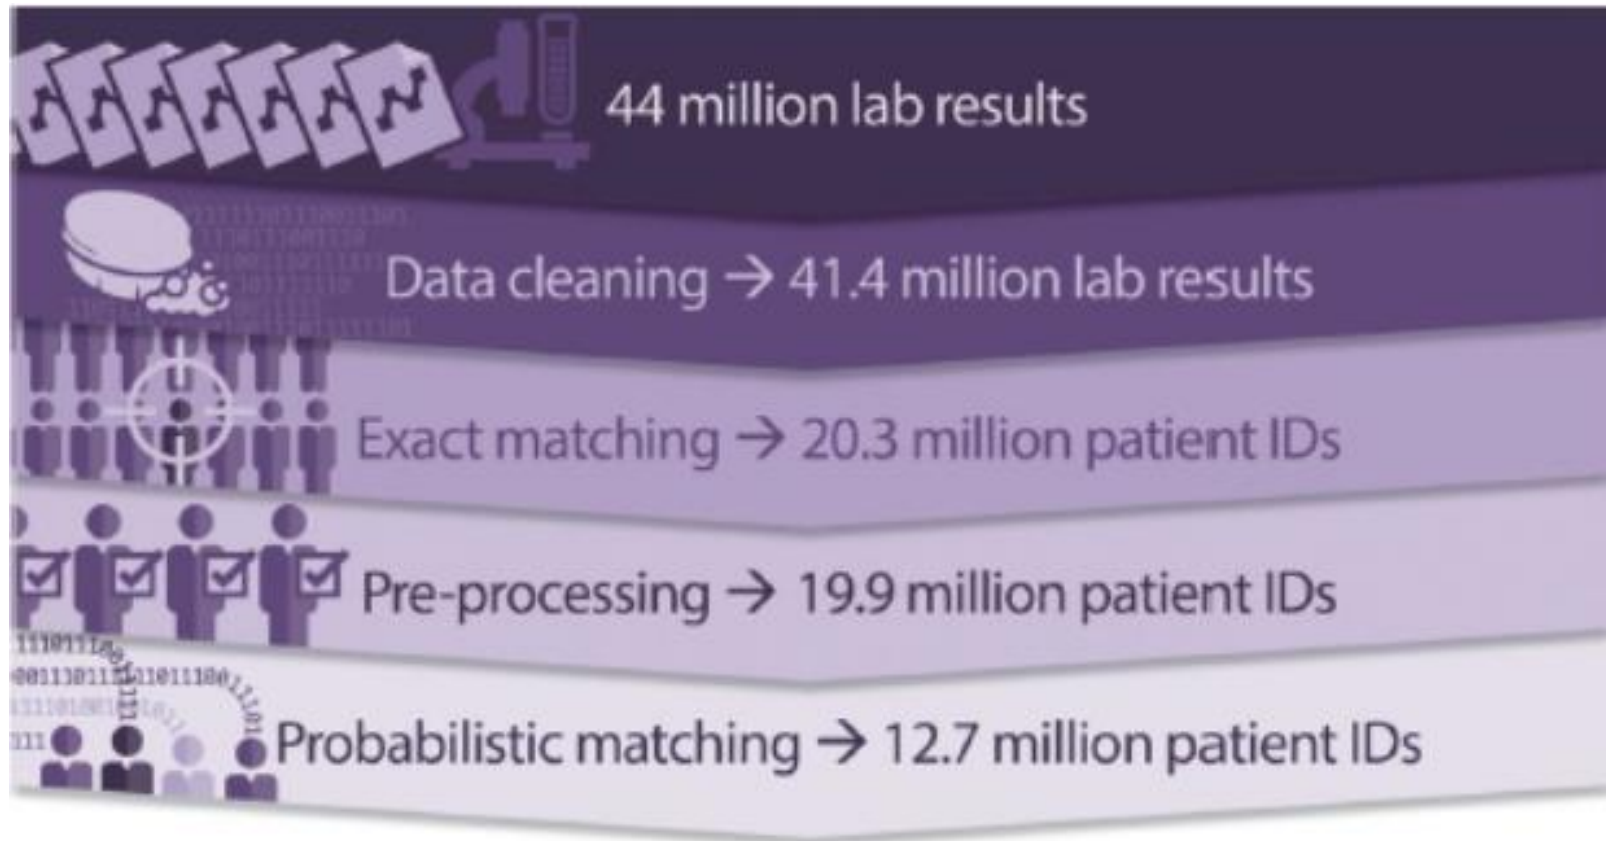 44 million lab results
Data cleaning → 41.4 million lab results
Exact matching → 20.3 million patient IDs
Pre-processing → 19.9 million patient IDs
Probabilistic matching → 12.7 million patient IDs